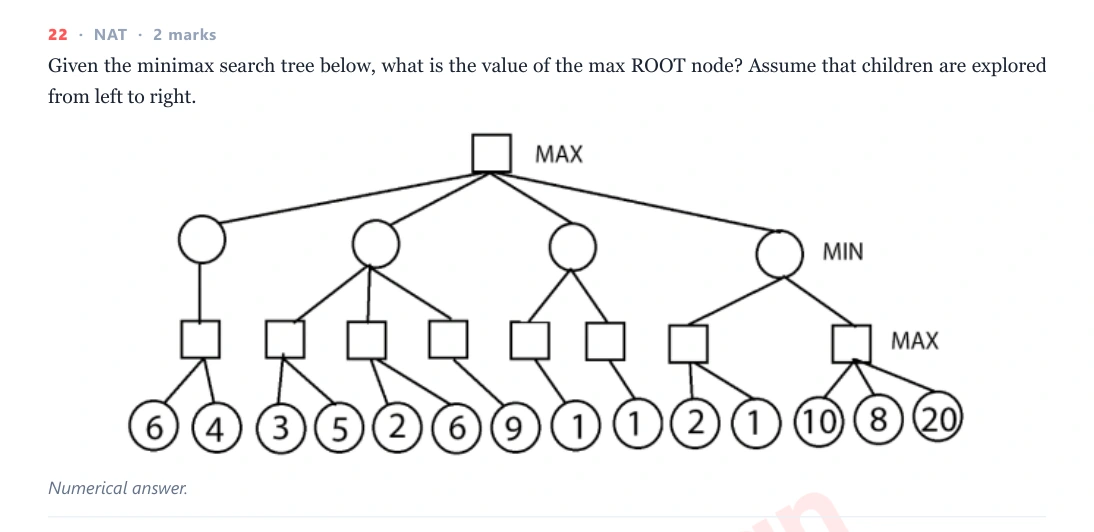 22 · NAT · 2 marks
Given the minimax search tree below, what is the value of the max ROOT node? Assume that children are explored
from left to right.
MAX
MIN
MAX
6 4 3 5 2 6 9 1 1 2 1 10 8 20
Numerical answer.